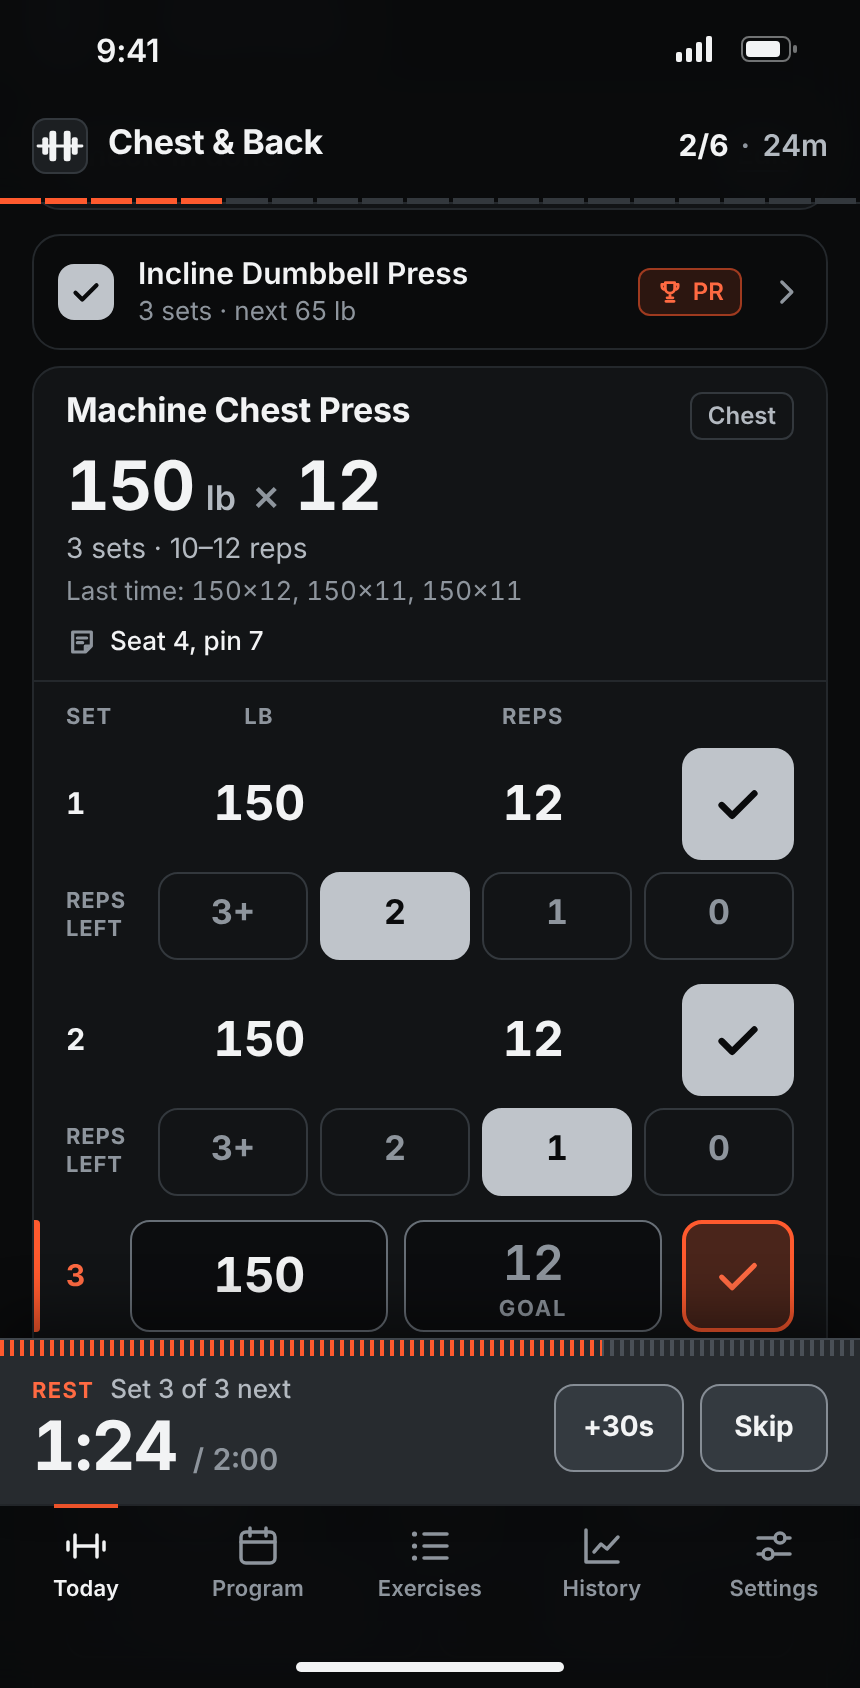 9:41
Chest & Back
2/6 · 24m
Incline Dumbbell Press
3 sets · next 65 lb
PR
Machine Chest Press
Chest
150 lb × 12
3 sets · 10–12 reps
Last time: 150×12, 150×11, 150×11
Seat 4, pin 7
SET LB REPS
1 150 12
REPS LEFT 3+ 2 1 0
2 150 12
REPS LEFT 3+ 2 1 0
3 150 12
GOAL
REST Set 3 of 3 next
1:24 / 2:00
+30s Skip
Today Program Exercises History Settings